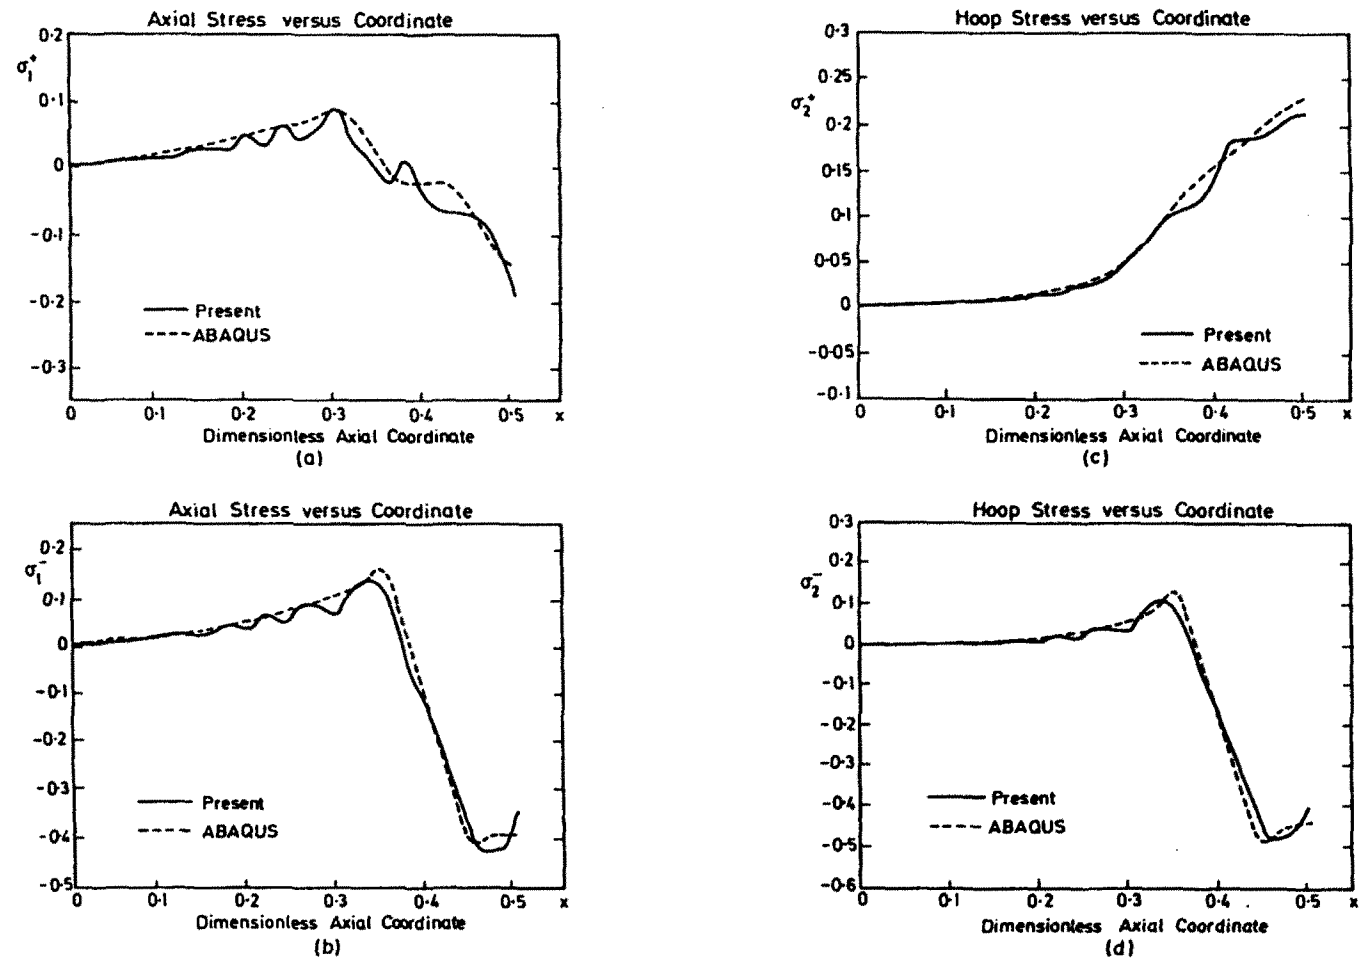 Axial Stress versus Coordinate
0·2
σ₁⁺
0·1
0
-0·1
-0·2
-0·3
Present
ABAQUS
0 0·1 0·2 0·3 0·4 0·5 x
Dimensionless Axial Coordinate
(a)
Hoop Stress versus Coordinate
0·3
0·25
σ₂⁺
0·2
0·15
0·1
0·05
0
-0·05
-0·1
Present
ABAQUS
0 0·1 0·2 0·3 0·4 0·5 x
Dimensionless Axial Coordinate
(c)
Axial Stress versus Coordinate
0·2
σ₁⁻
0·1
0
-0·1
-0·2
-0·3
-0·4
-0·5
Present
ABAQUS
0 0·1 0·2 0·3 0·4 0·5 x
Dimensionless Axial Coordinate
(b)
Hoop Stress versus Coordinate
0·3
0·2
σ₂⁻
0·1
0
-0·1
-0·2
-0·3
-0·4
-0·5
-0·6
Present
ABAQUS
0 0·1 0·2 0·3 0·4 0·5 x
Dimensionless Axial Coordinate
(d)